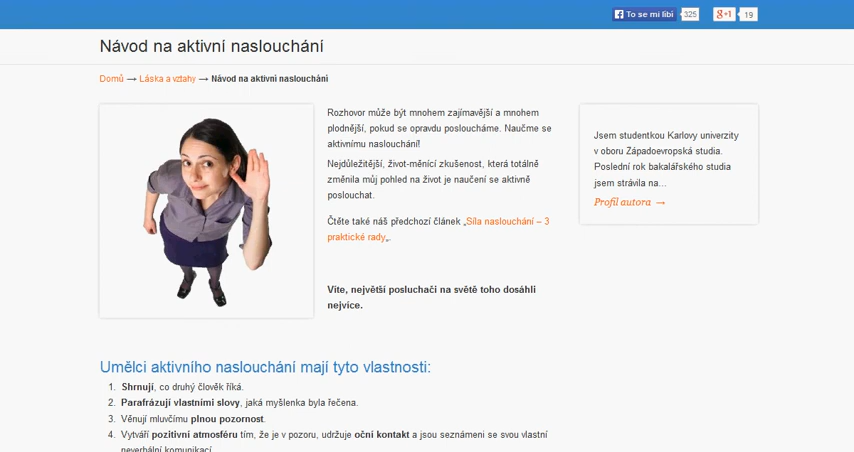 To se mi líbí 325 +1 19
Návod na aktivní naslouchání
Domů → Láska a vztahy → Návod na aktivní naslouchání
Rozhovor může být mnohem zajímavější a mnohem
plodnější, pokud se opravdu posloucháme. Naučme se
aktivnímu naslouchání!
Nejdůležitější, život-měnící zkušenost, která totálně
změnila můj pohled na život je naučení se aktivně
poslouchat.
Čtěte také náš předchozí článek „Síla naslouchání – 3
praktické rady„.
Víte, největší posluchači na světě toho dosáhli
nejvíce.
Jsem studentkou Karlovy univerzity
v oboru Západoevropská studia.
Poslední rok bakalářského studia
jsem strávila na...
Profil autora →
Umělci aktivního naslouchání mají tyto vlastnosti:
1. Shrnují, co druhý člověk říká.
2. Parafrázují vlastními slovy, jaká myšlenka byla řečena.
3. Věnují mluvčímu plnou pozornost.
4. Vytváří pozitivní atmosféru tím, že je v pozoru, udržuje oční kontakt a jsou seznámeni se svou vlastní
neverbální komunikací.